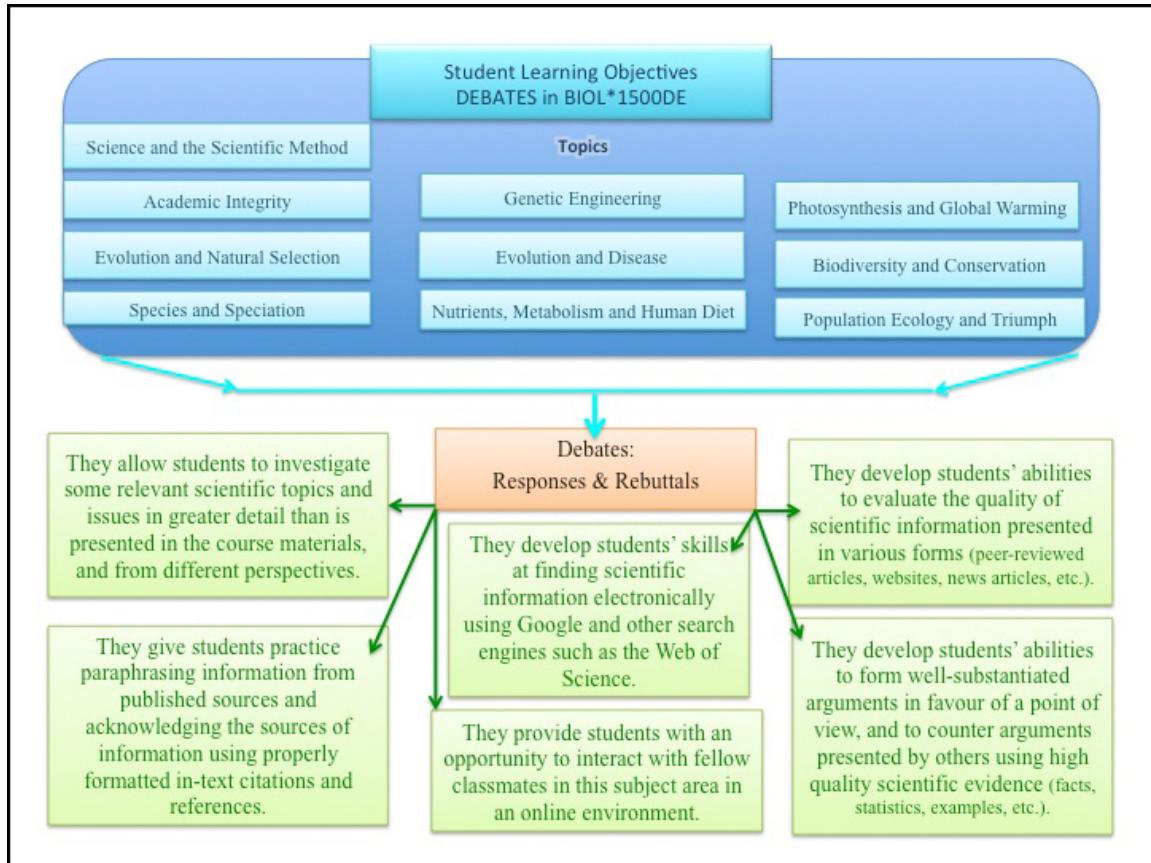 Student Learning Objectives
DEBATES in BIOL*1500DE
Topics
Science and the Scientific Method
Academic Integrity
Evolution and Natural Selection
Species and Speciation
Genetic Engineering
Evolution and Disease
Nutrients, Metabolism and Human Diet
Photosynthesis and Global Warming
Biodiversity and Conservation
Population Ecology and Triumph
Debates:
Responses & Rebuttals
They allow students to investigate
some relevant scientific topics and
issues in greater detail than is
presented in the course materials,
and from different perspectives.
They give students practice
paraphrasing information from
published sources and
acknowledging the sources of
information using properly
formatted in-text citations and
references.
They develop students' skills
at finding scientific
information electronically
using Google and other search
engines such as the Web of
Science.
They provide students with an
opportunity to interact with fellow
classmates in this subject area in
an online environment.
They develop students' abilities
to evaluate the quality of
scientific information presented
in various forms (peer-reviewed
articles, websites, news articles, etc.).
They develop students' abilities
to form well-substantiated
arguments in favour of a point of
view, and to counter arguments
presented by others using high
quality scientific evidence (facts,
statistics, examples, etc.).